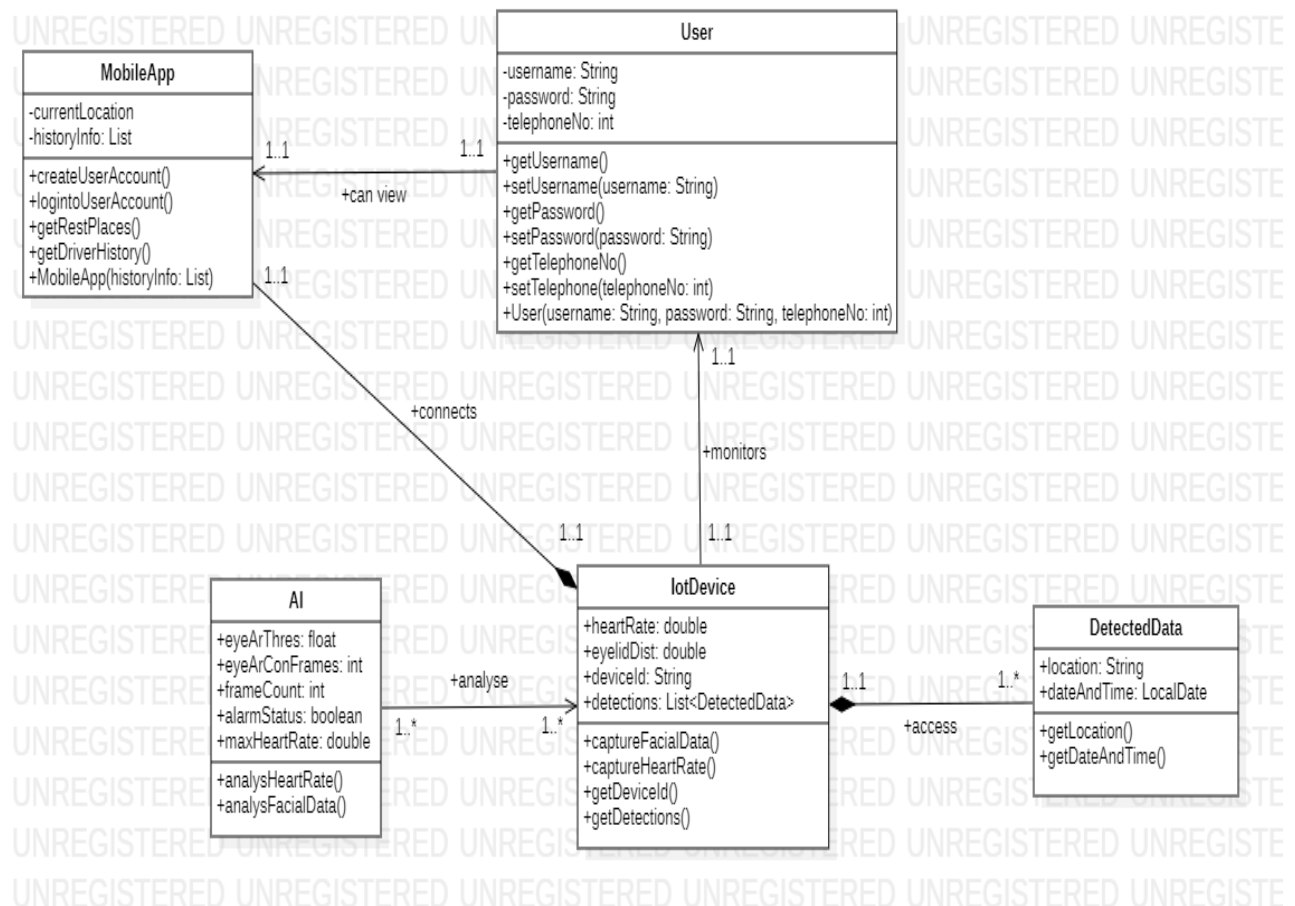 MobileApp
-currentLocation
-historyInfo: List
+createUserAccount()
+logintoUserAccount()
+getRestPlaces()
+getDriverHistory()
+MobileApp(historyInfo: List)
User
-username: String
-password: String
-telephoneNo: int
+getUsername()
+setUsername(username: String)
+getPassword()
+setPassword(password: String)
+getTelephoneNo()
+setTelephone(telephoneNo: int)
+User(username: String, password: String, telephoneNo: int)
1..1
1..1
+can view
1..1
+connects
1..1
1..1
+monitors
1..1
AI
+eyeArThres: float
+eyeArConFrames: int
+frameCount: int
+alarmStatus: boolean
+maxHeartRate: double
+analysHeartRate()
+analysFacialData()
+analyse
1..*
1..*
IotDevice
+heartRate: double
+eyelidDist: double
+deviceId: String
+detections: List<DetectedData>
+captureFacialData()
+captureHeartRate()
+getDeviceId()
+getDetections()
1..1
1..*
+access
DetectedData
+location: String
+dateAndTime: LocalDate
+getLocation()
+getDateAndTime()
UNREGISTERED UNREGISTERED UNREGISTERED UNREGISTERED UNREGISTERED UNREGISTE